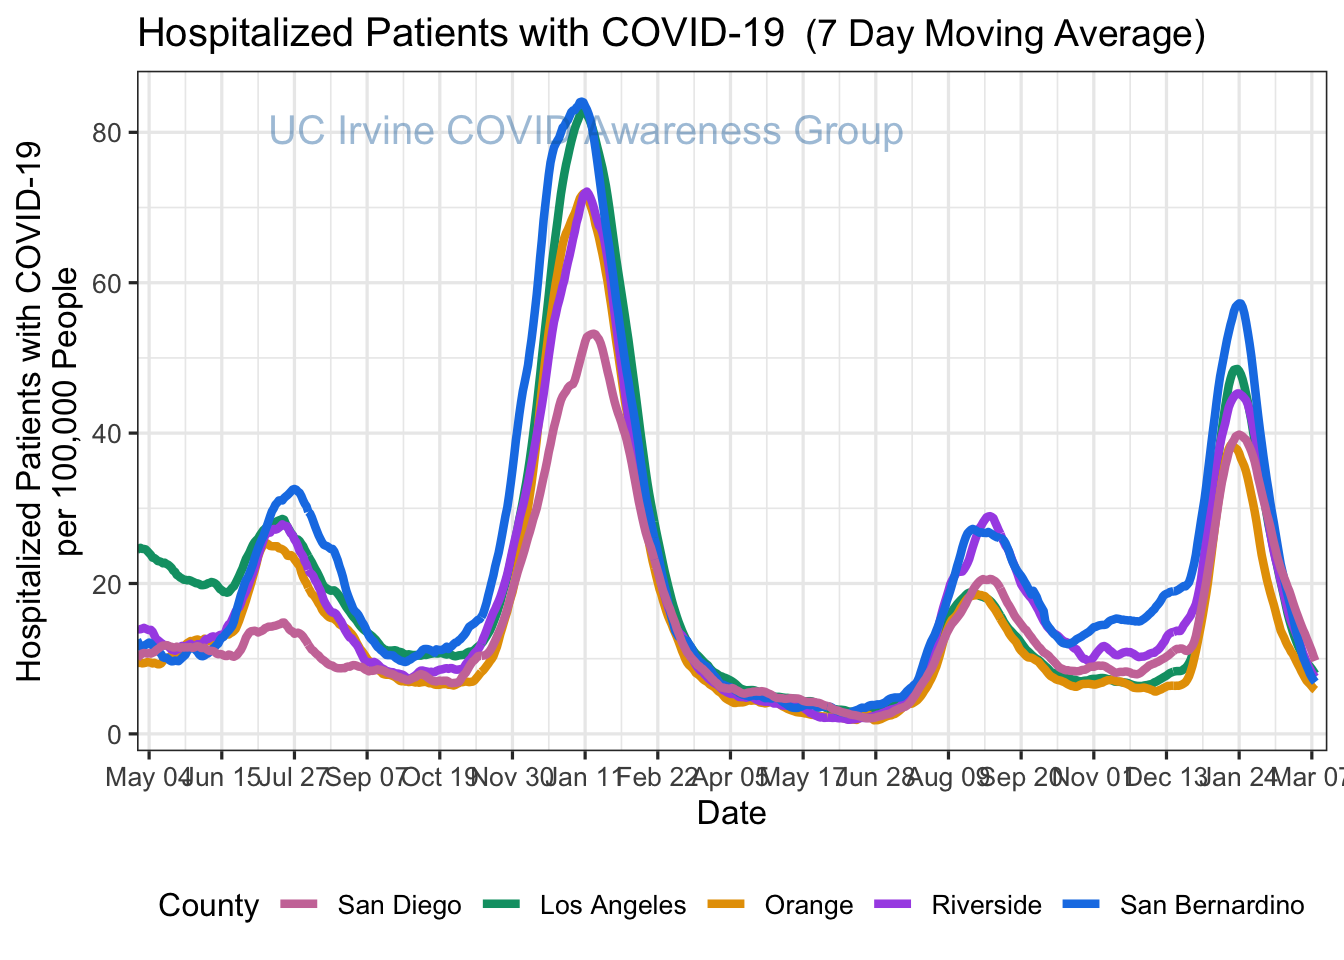 Hospitalized Patients with COVID-19 (7 Day Moving Average)
UC Irvine COVID Awareness Group
Hospitalized Patients with COVID-19
per 100,000 People
80
60
40
20
0
May 04 Jun 15 Jul 27 Sep 07 Oct 19 Nov 30 Jan 11 Feb 22 Apr 05 May 17 Jun 28 Aug 09 Sep 20 Nov 01 Dec 13 Jan 24 Mar 07
Date
County San Diego Los Angeles Orange Riverside San Bernardino